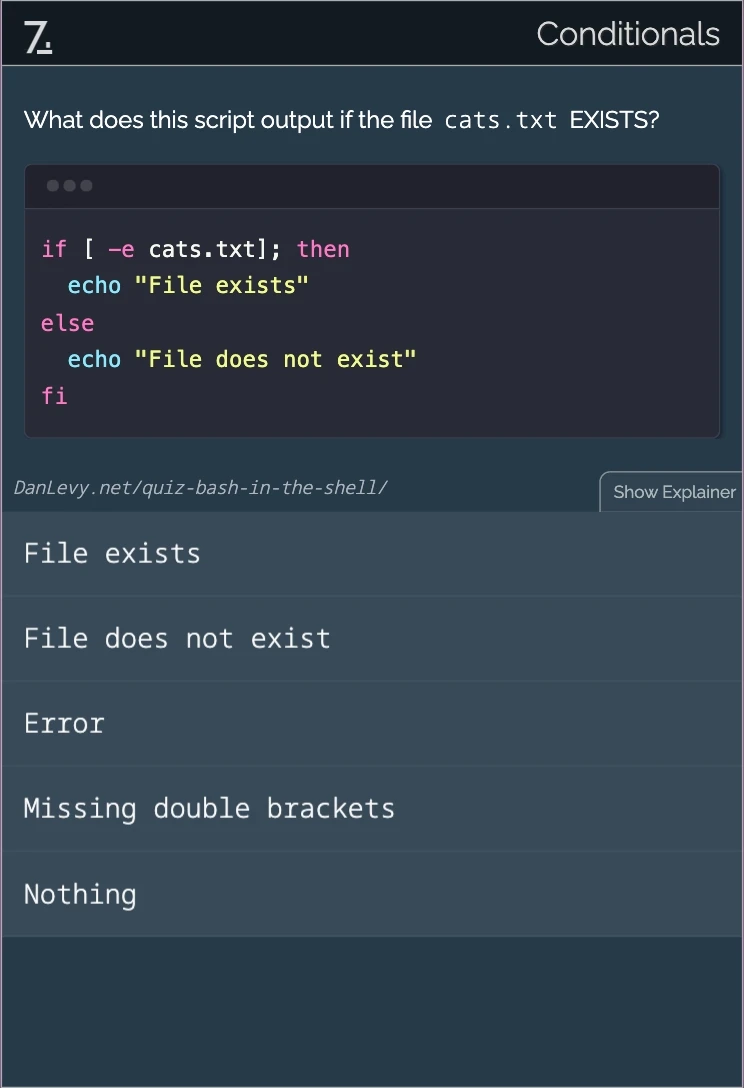 7.
Conditionals
What does this script output if the file cats.txt EXISTS?
if [ -e cats.txt]; then
  echo "File exists"
else
  echo "File does not exist"
fi
DanLevy.net/quiz-bash-in-the-shell/
Show Explainer
File exists
File does not exist
Error
Missing double brackets
Nothing